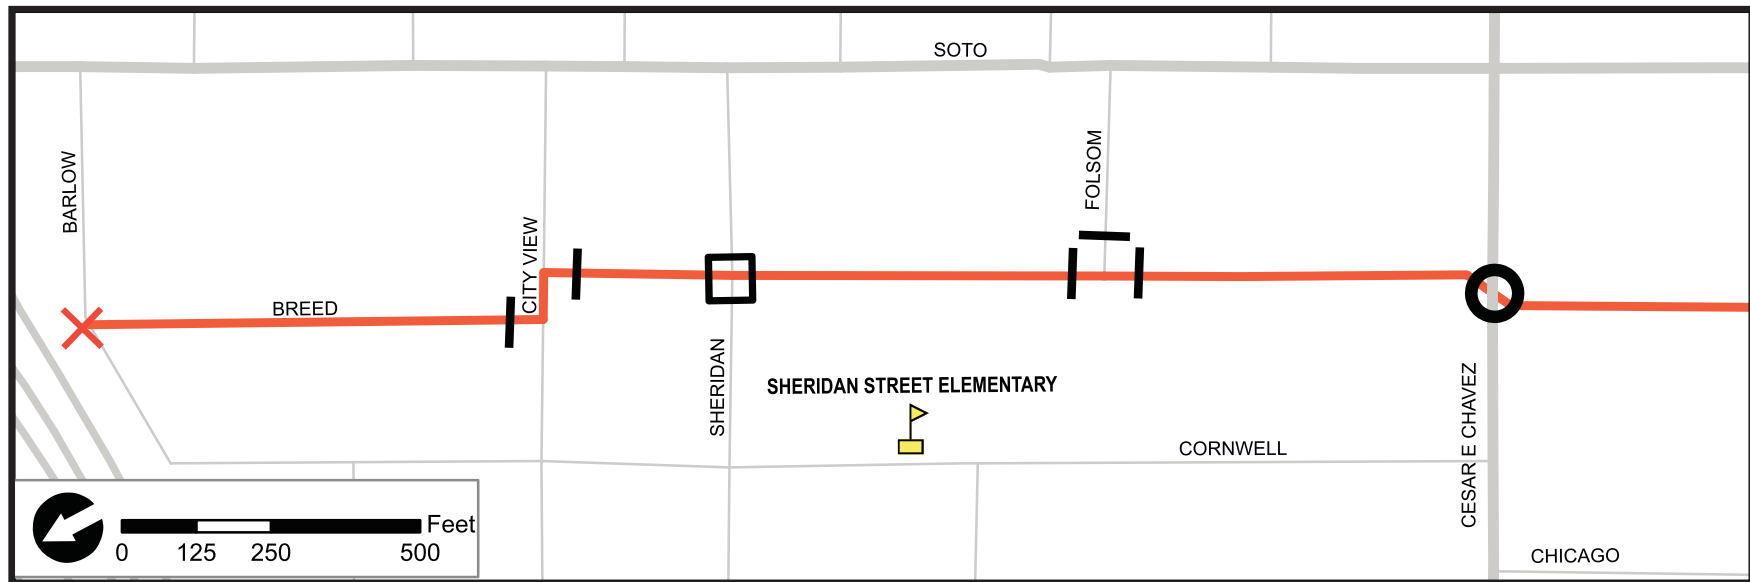 SOTO
BARLOW
FOLSOM
CITY VIEW
BREED
SHERIDAN
SHERIDAN STREET ELEMENTARY
CESAR E CHAVEZ
CORNWELL
Feet
0 125 250 500
CHICAGO